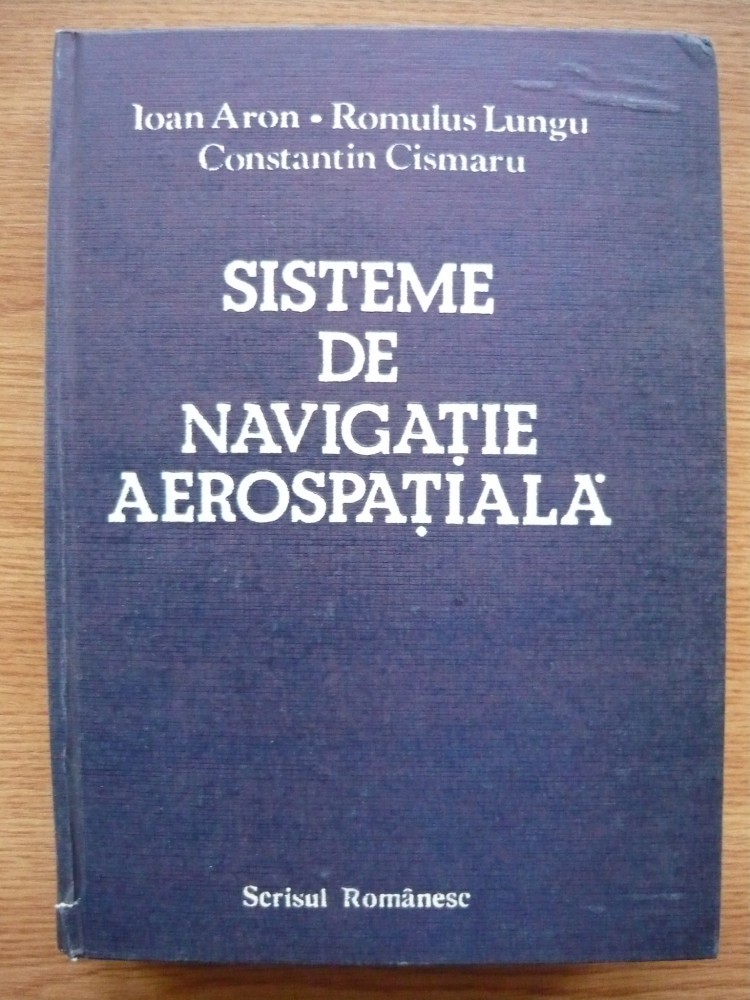 Ioan Aron • Romulus Lungu
Constantin Cismaru
SISTEME
DE
NAVIGAȚIE
AEROSPAȚIALĂ
Scrisul Românesc